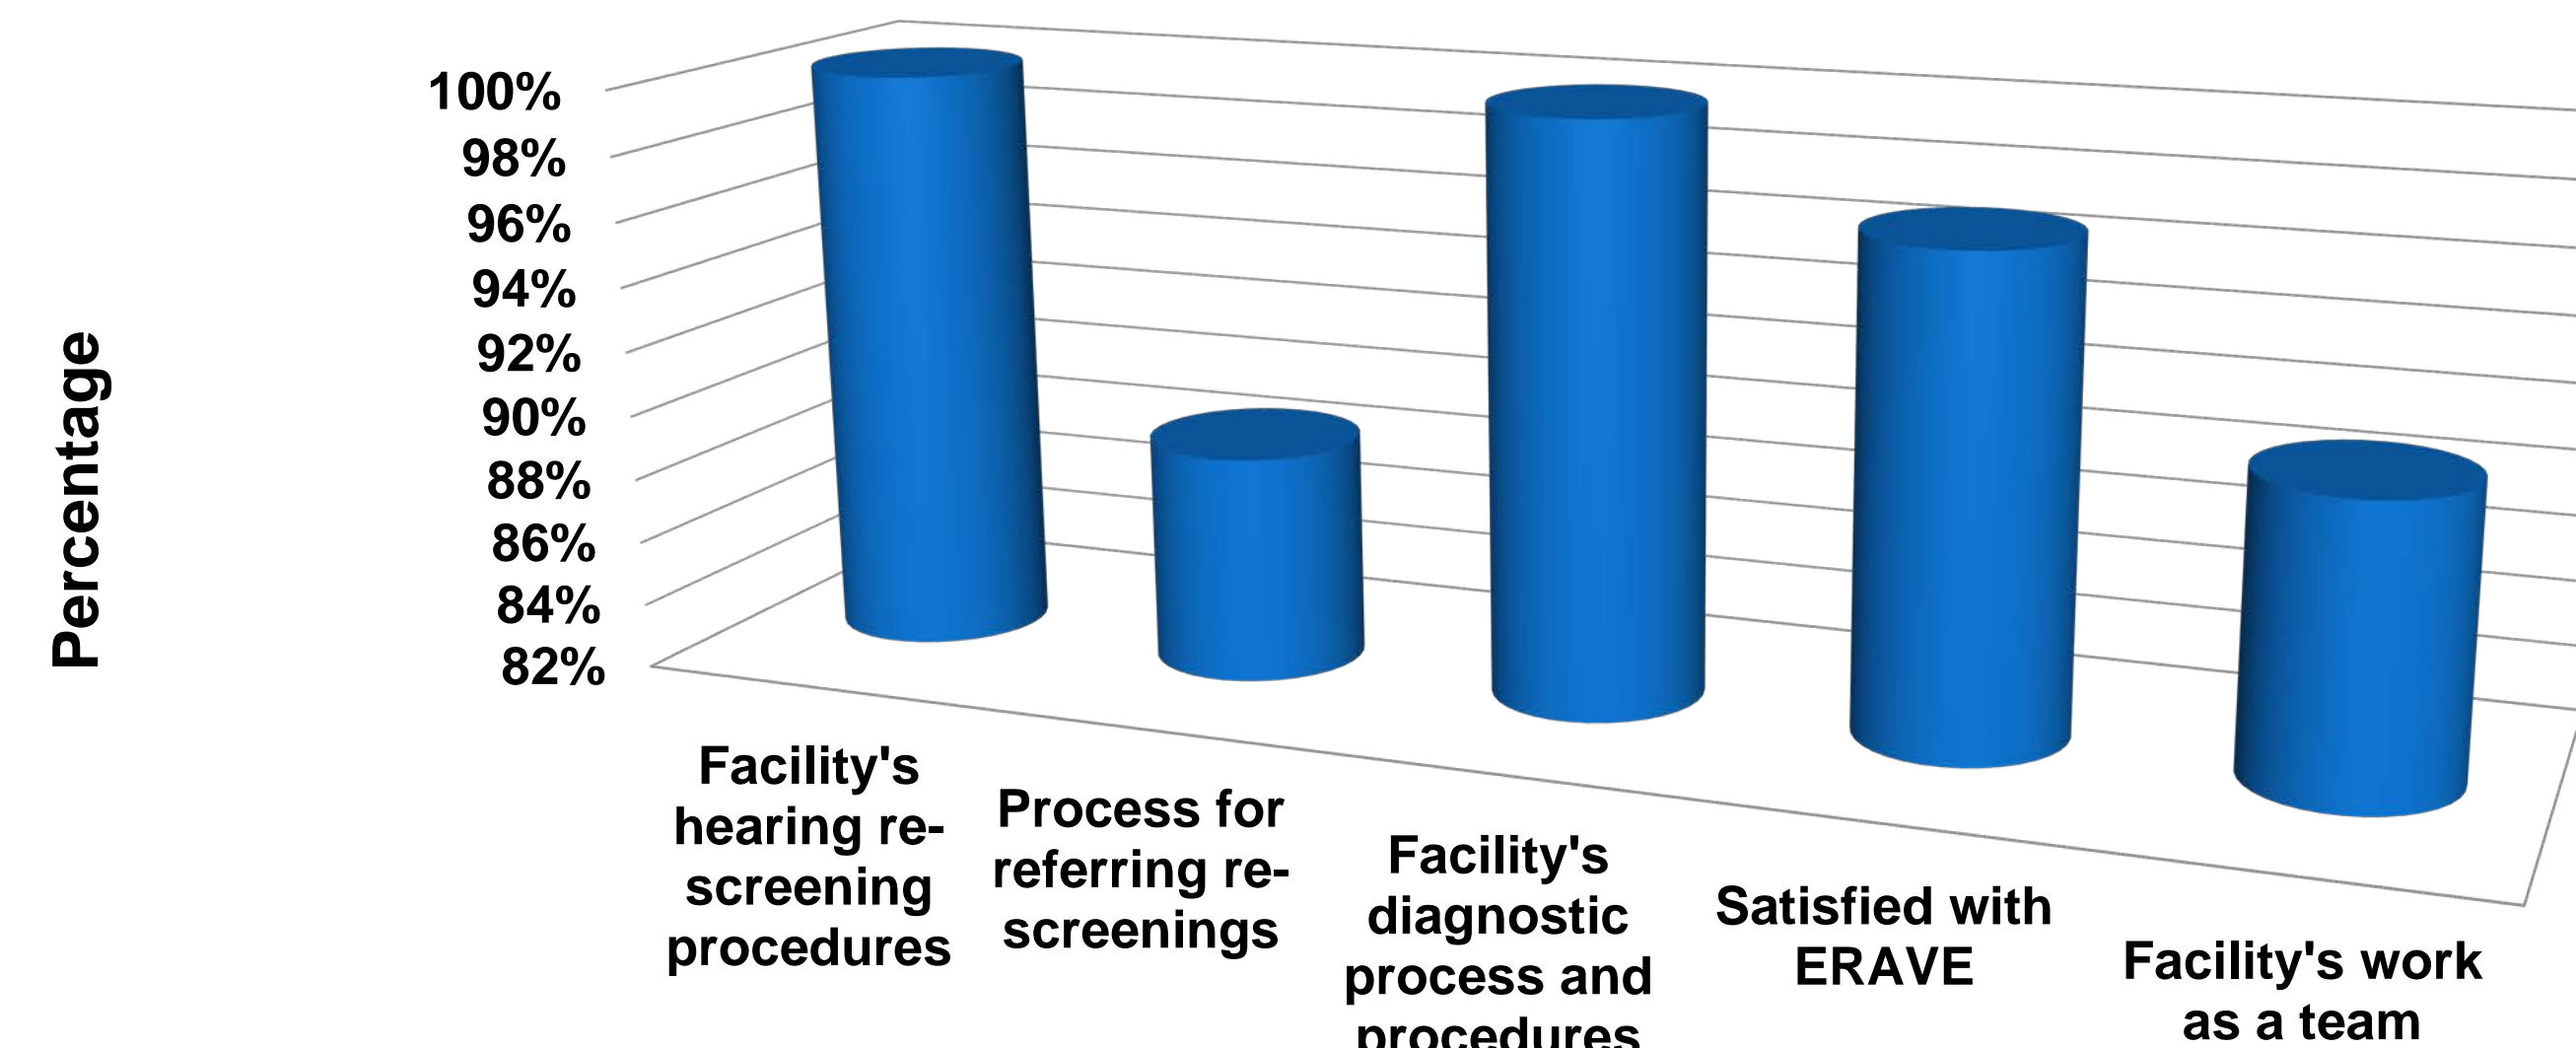 Percentage
100%
98%
96%
94%
92%
90%
88%
86%
84%
82%
Facility's
hearing re-
screening
procedures
Process for
referring re-
screenings
Facility's
diagnostic
process and
procedures
Satisfied with
ERAVE
Facility's work
as a team